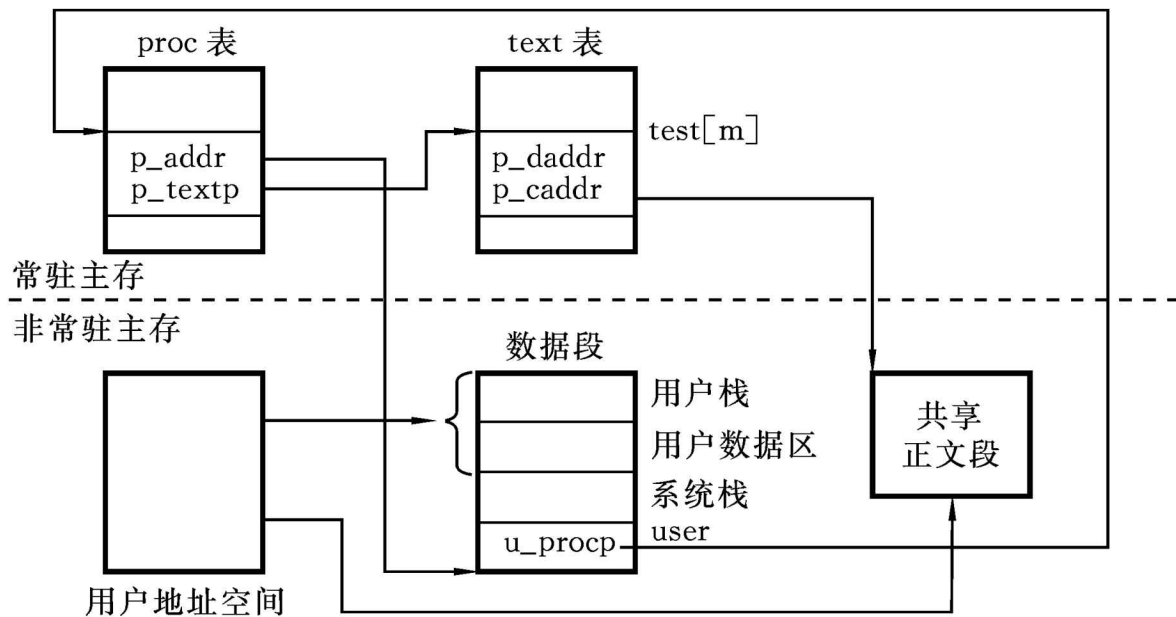 proc 表
text 表
test[m]
p_addr
p_textp
p_daddr
p_caddr
常驻主存
非常驻主存
数据段
用户栈
用户数据区
系统栈
user
u_procp
共享
正文段
用户地址空间